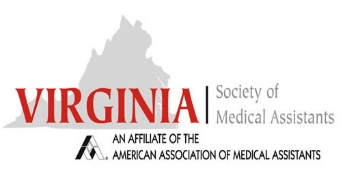 VIRGINIA
Society of
Medical Assistants
AN AFFILIATE OF THE
AMERICAN ASSOCIATION OF MEDICAL ASSISTANTS